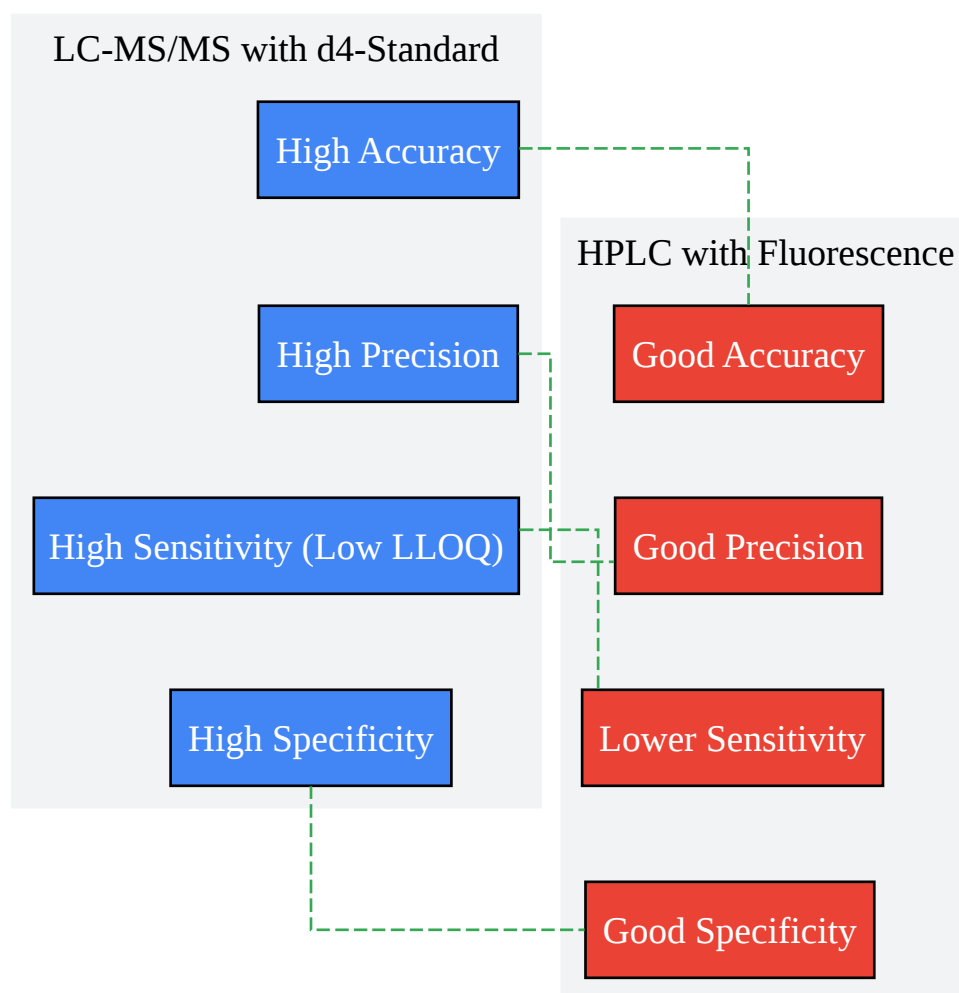 LC-MS/MS with d4-Standard
High Accuracy
High Precision
High Sensitivity (Low LLOQ)
High Specificity
HPLC with Fluorescence
Good Accuracy
Good Precision
Lower Sensitivity
Good Specificity